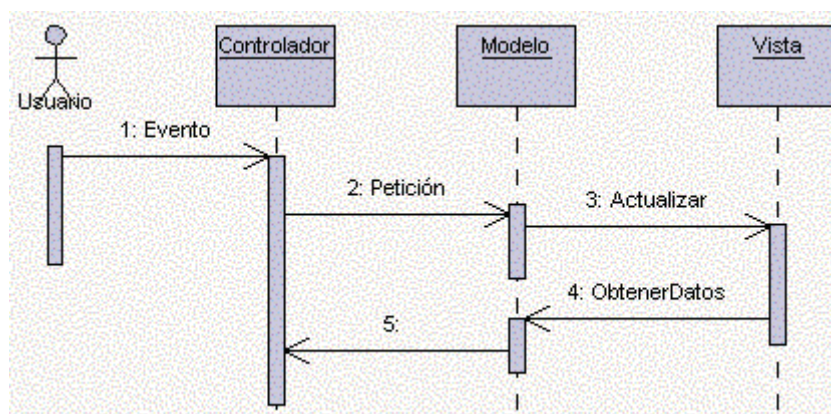 Controlador
Modelo
Vista
Usuario
1: Evento
2: Petición
3: Actualizar
4: ObtenerDatos
5: